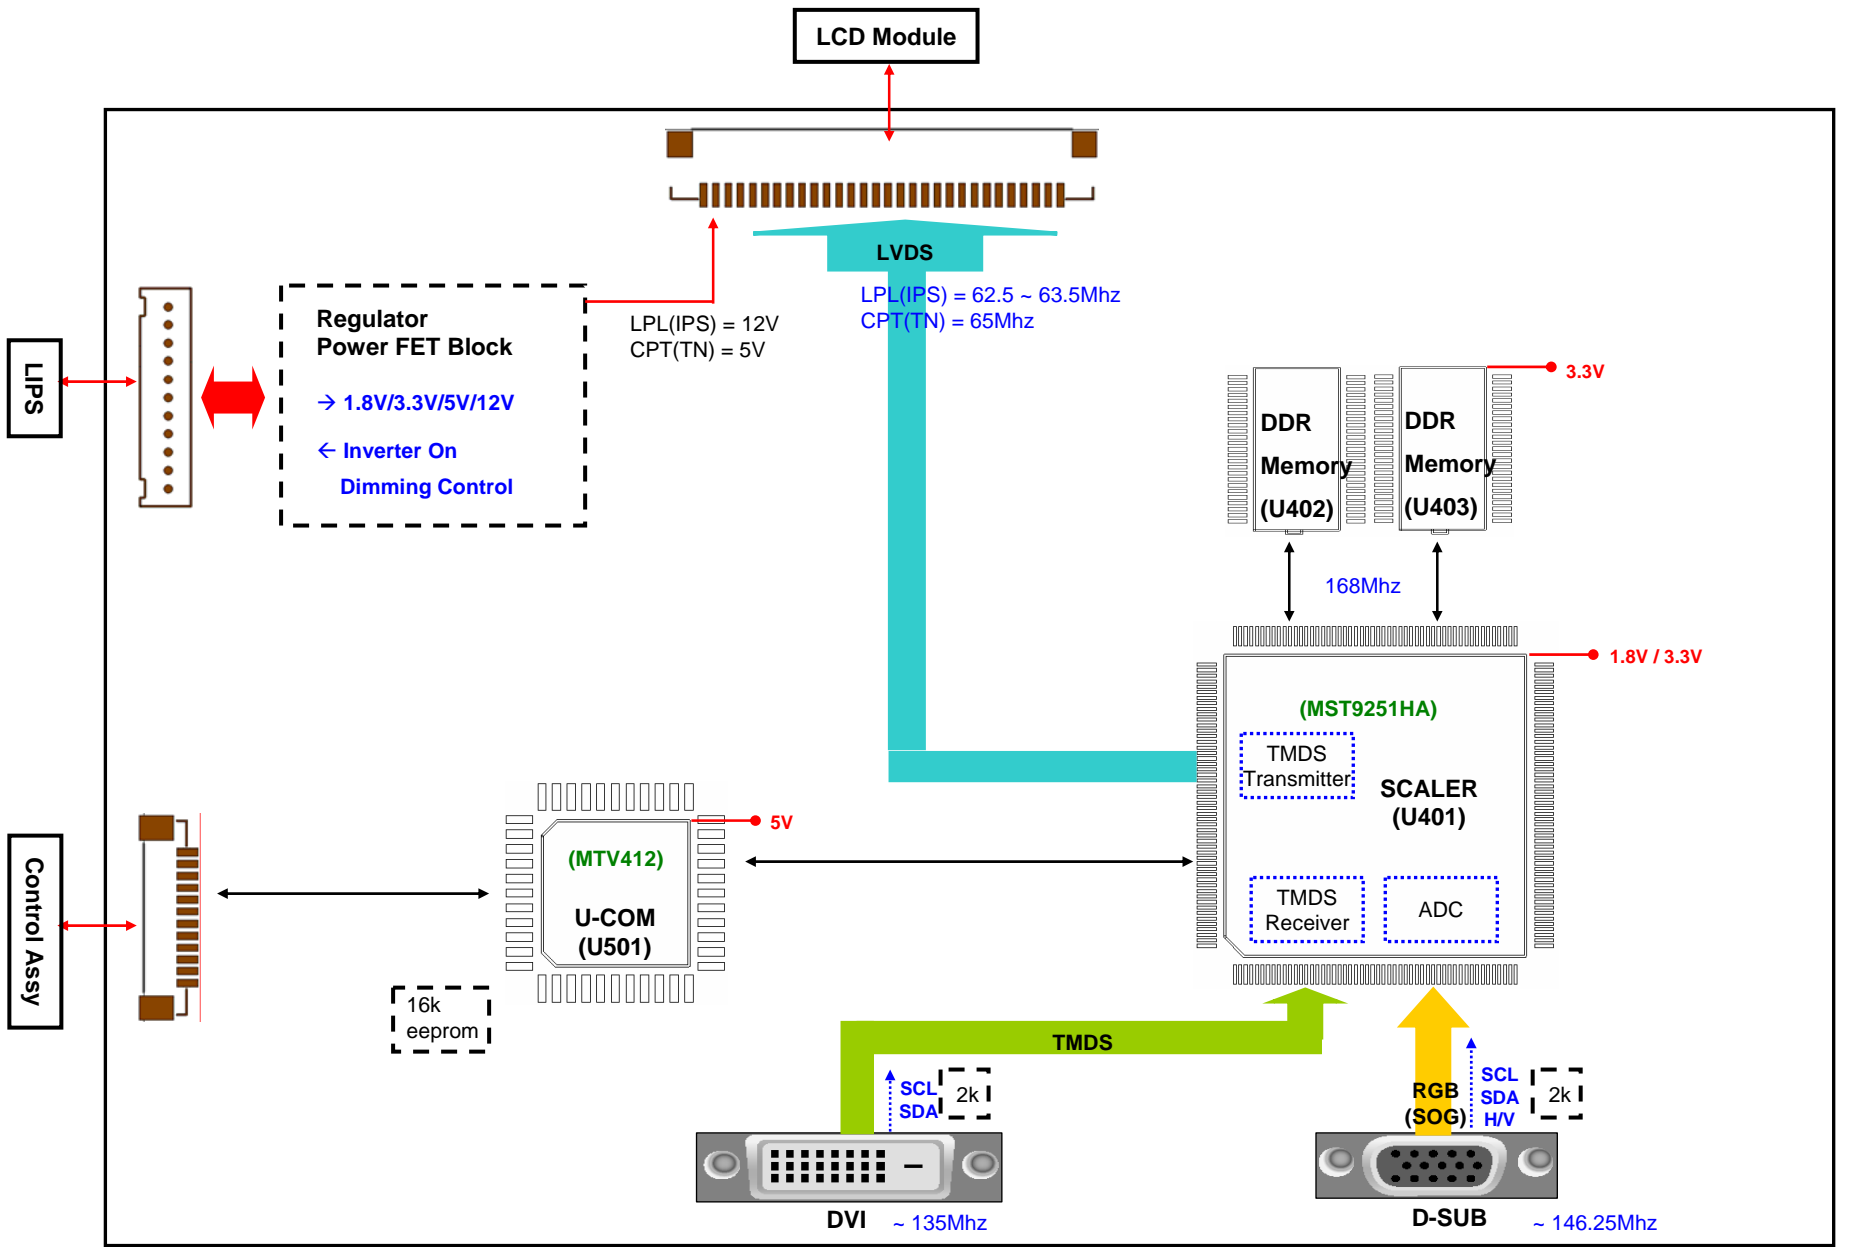 LCD Module
LVDS
LPL(IPS) = 62.5 ~ 63.5Mhz
CPT(TN) = 65Mhz
LIPS
Regulator
Power FET Block
→ 1.8V/3.3V/5V/12V
← Inverter On
Dimming Control
LPL(IPS) = 12V
CPT(TN) = 5V
3.3V
DDR
Memory
(U402)
DDR
Memory
(U403)
168Mhz
1.8V / 3.3V
(MST9251HA)
TMDS
Transmitter
SCALER
(U401)
TMDS
Receiver
ADC
5V
(MTV412)
U-COM
(U501)
Control Assy
16k
eeprom
TMDS
SCL
SDA
2k
RGB
(SOG)
SCL
SDA
H/V
2k
DVI
~ 135Mhz
D-SUB
~ 146.25Mhz